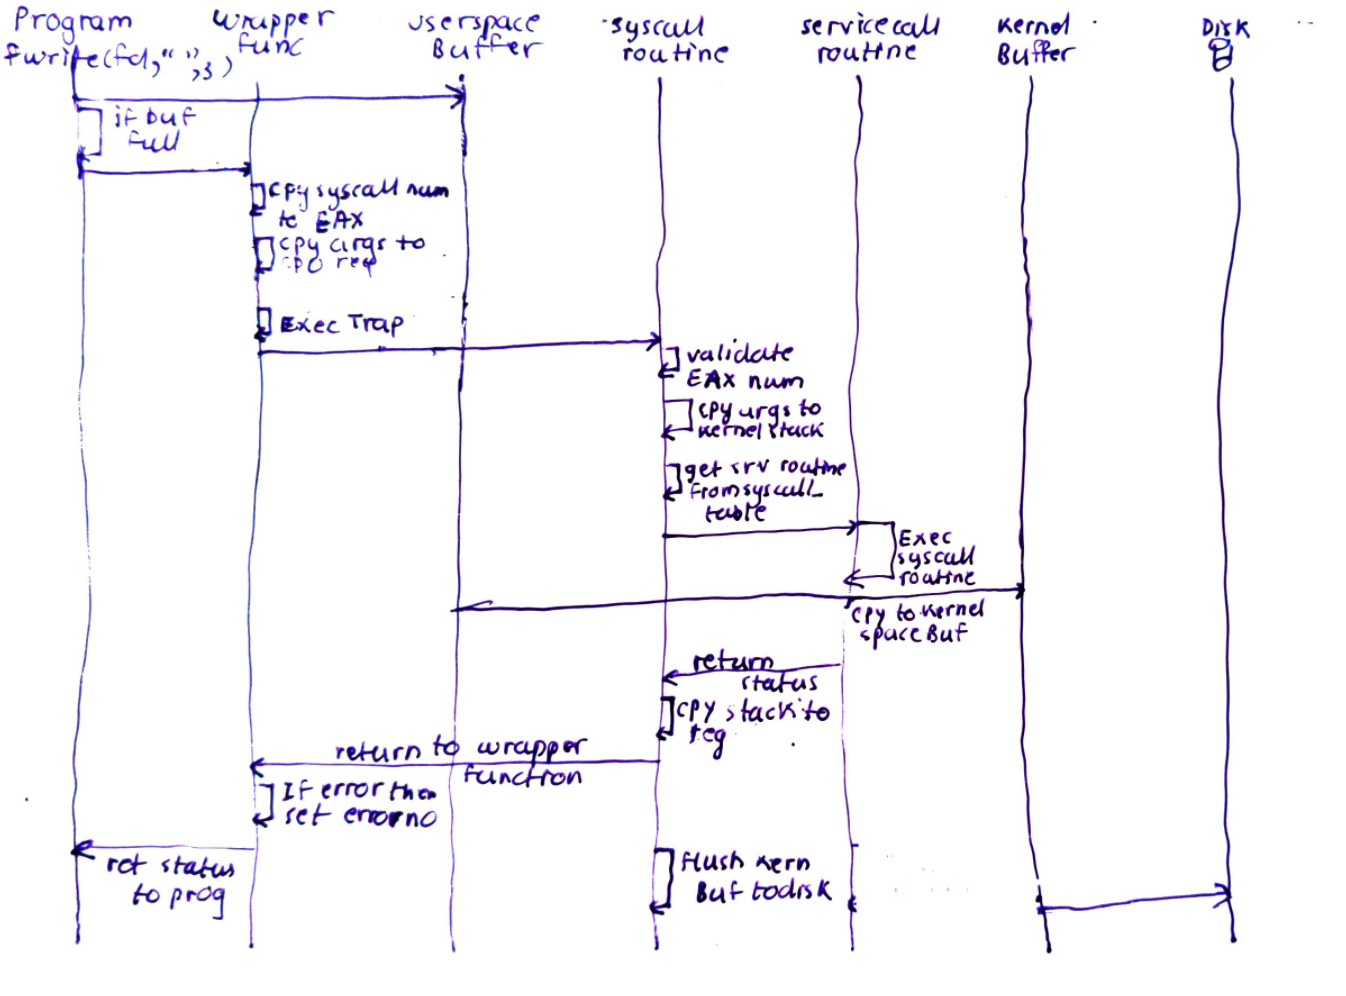 Program
fwrite(fd," ",s)
wrapper
func
userspace
Buffer
syscall
routine
servicecall
routine
Kernel
Buffer
Disk
if buf
full
cpy syscall num
to EAX
cpy args to
CPU reg
Exec Trap
validate
EAX num
cpy args to
kernel stack
get srv routine
from syscall_
table
Exec
syscall
routine
cpy to kernel
space Buf
return
status
cpy stack to
reg
return to wrapper
function
If error then
set errorno
ret status
to prog
flush kern
Buf to disk